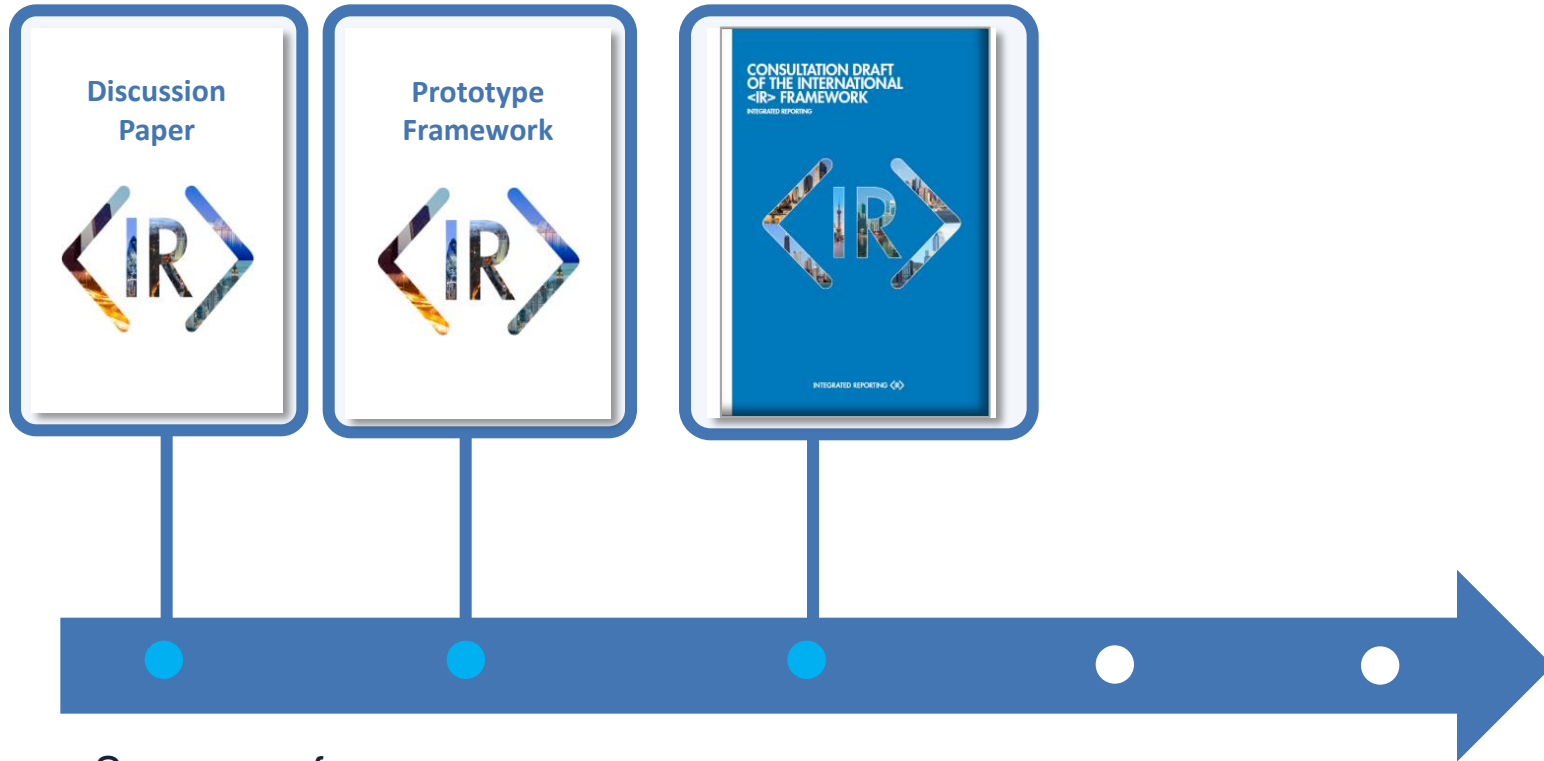 Discussion
Paper
<IR>
Prototype
Framework
<IR>
CONSULTATION DRAFT
OF THE INTERNATIONAL
<IR> FRAMEWORK
INTEGRATED REPORTING
<IR>
INTEGRATED REPORTING <IR>